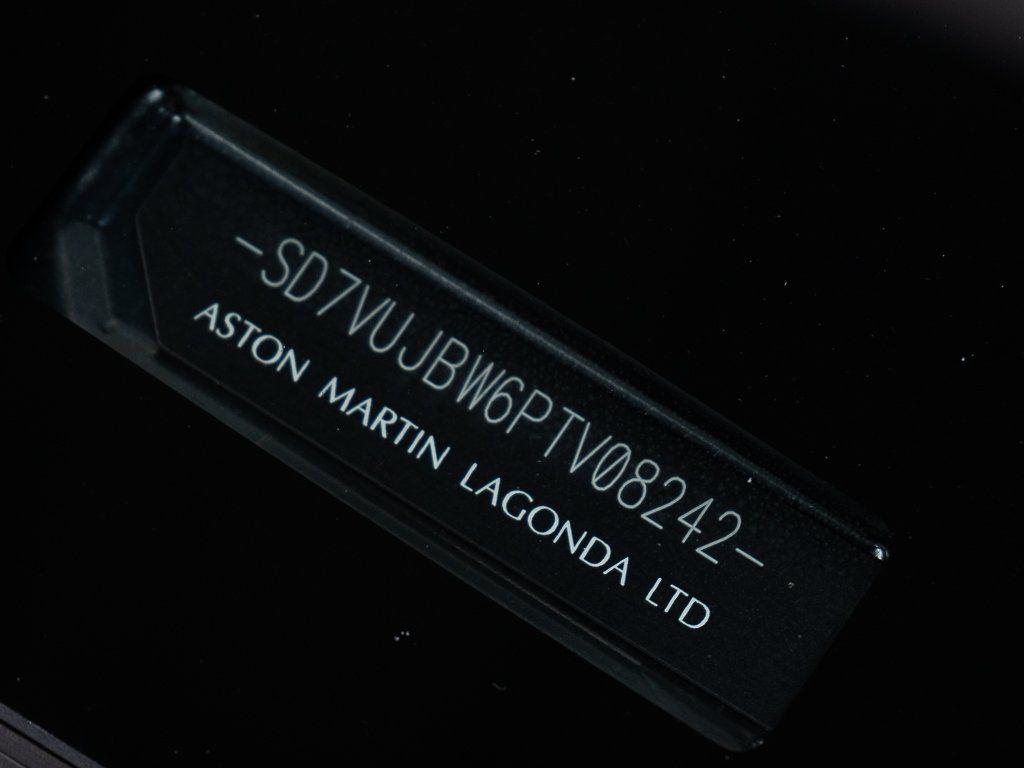 -SD7VUJBW6PTV08242-
ASTON MARTIN LAGONDA LTD